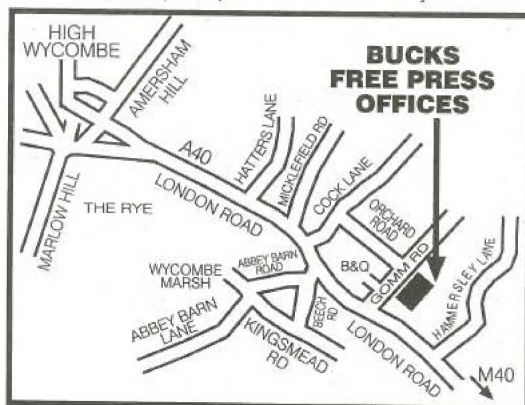 HIGH
WYCOMBE
AMERSHAM
HILL
BUCKS
FREE PRESS
OFFICES
A40
HATTERS LANE
MICKLEFIELD RD
COCK LANE
LONDON ROAD
MARLOW HILL
THE RYE
ORCHARD
ROAD
WYCOMBE
MARSH
ABBEY BARN
ROAD
B&Q
GOMM RD
HAMMERSLEY LANE
ABBEY BARN
LANE
KINGSMEAD
RD
BEECH RD
LONDON ROAD
M40